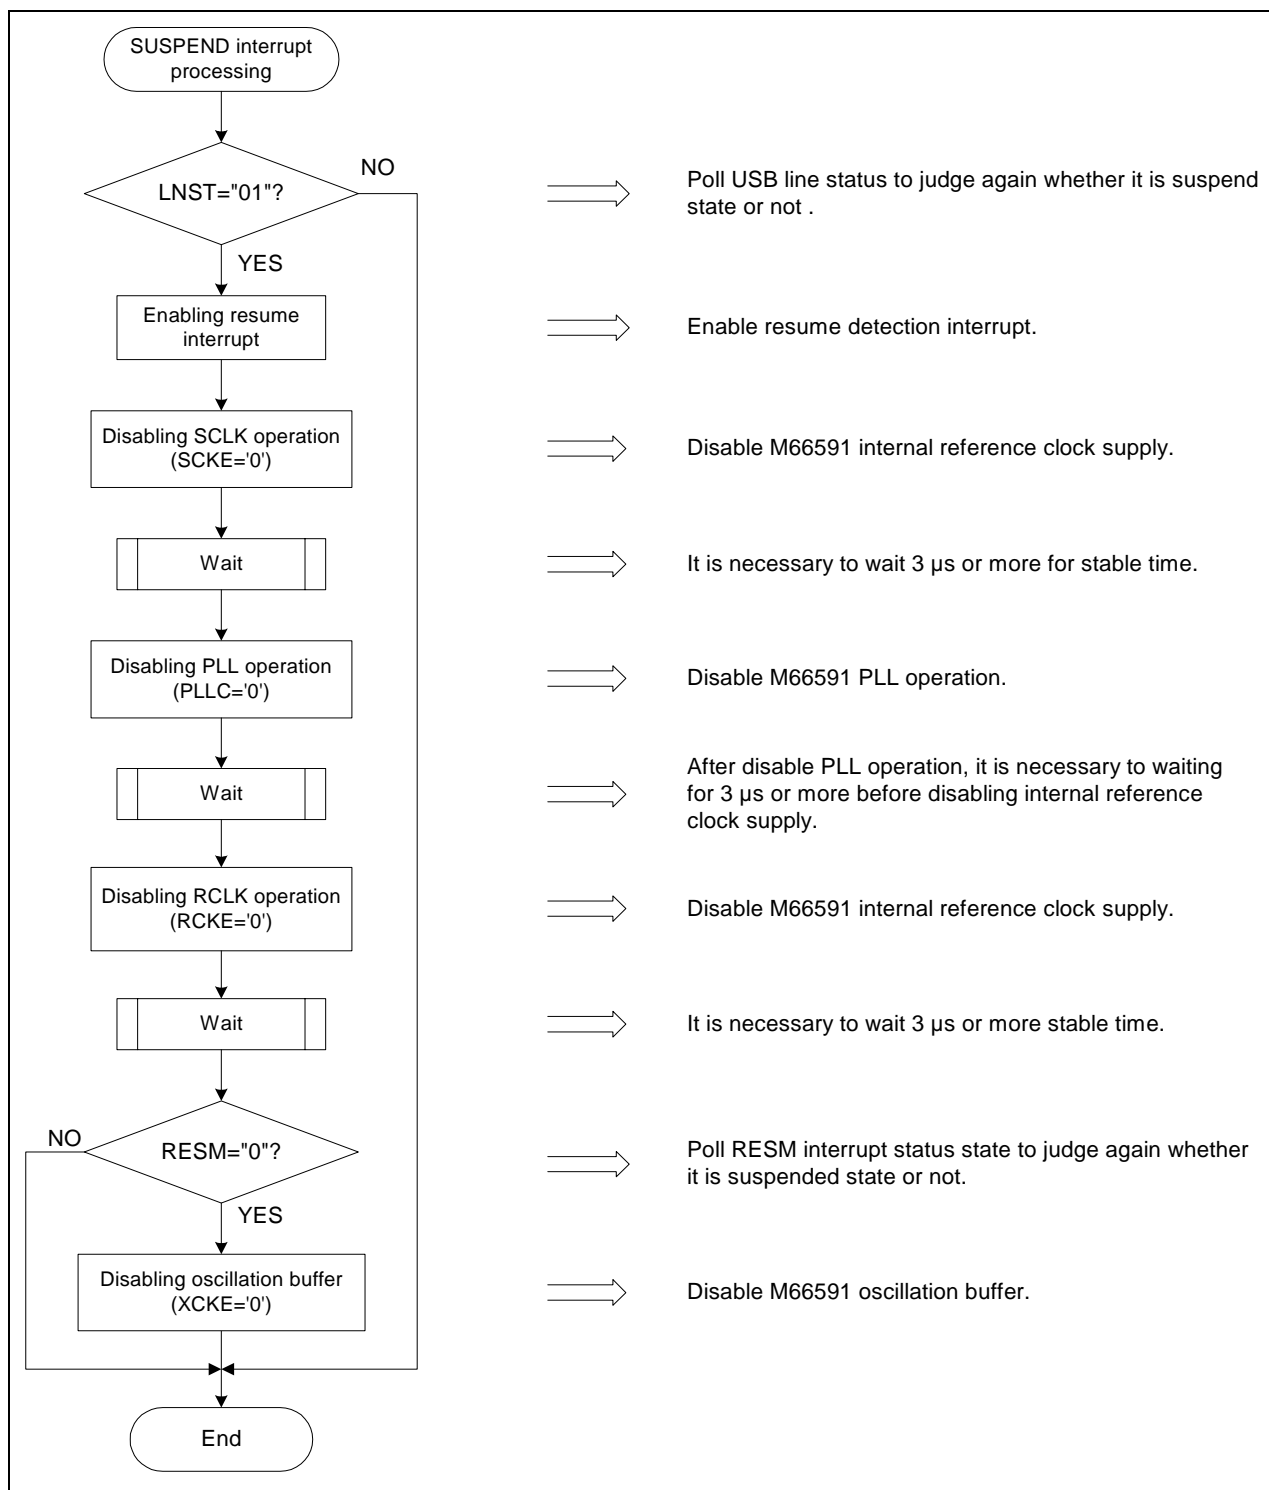 SUSPEND interrupt
processing
LNST="01"?
NO
Poll USB line status to judge again whether it is suspend
state or not .
YES
Enabling resume
interrupt
Enable resume detection interrupt.
Disabling SCLK operation
(SCKE='0')
Disable M66591 internal reference clock supply.
Wait
It is necessary to wait 3 µs or more for stable time.
Disabling PLL operation
(PLLC='0')
Disable M66591 PLL operation.
Wait
After disable PLL operation, it is necessary to waiting
for 3 µs or more before disabling internal reference
clock supply.
Disabling RCLK operation
(RCKE='0')
Disable M66591 internal reference clock supply.
Wait
It is necessary to wait 3 µs or more stable time.
NO
RESM="0"?
Poll RESM interrupt status state to judge again whether
it is suspended state or not.
YES
Disabling oscillation buffer
(XCKE='0')
Disable M66591 oscillation buffer.
End